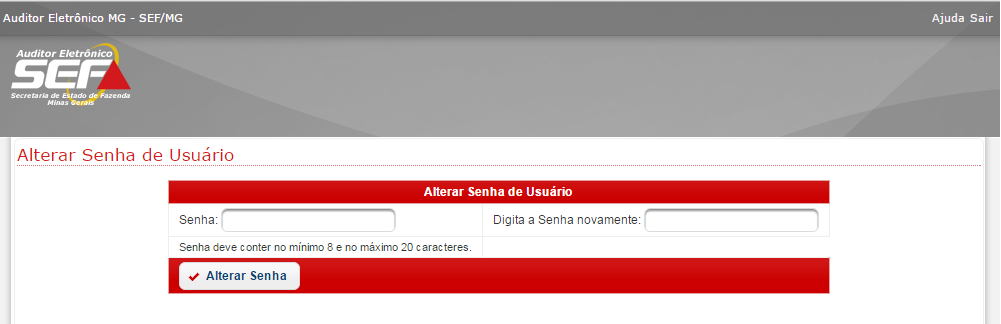 Auditor Eletrônico MG - SEF/MG
Ajuda Sair
Auditor Eletrônico
SEF
Secretaria de Estado de Fazenda
Minas Gerais
Alterar Senha de Usuário
Alterar Senha de Usuário
Senha: Digita a Senha novamente:
Senha deve conter no mínimo 8 e no máximo 20 caracteres.
Alterar Senha